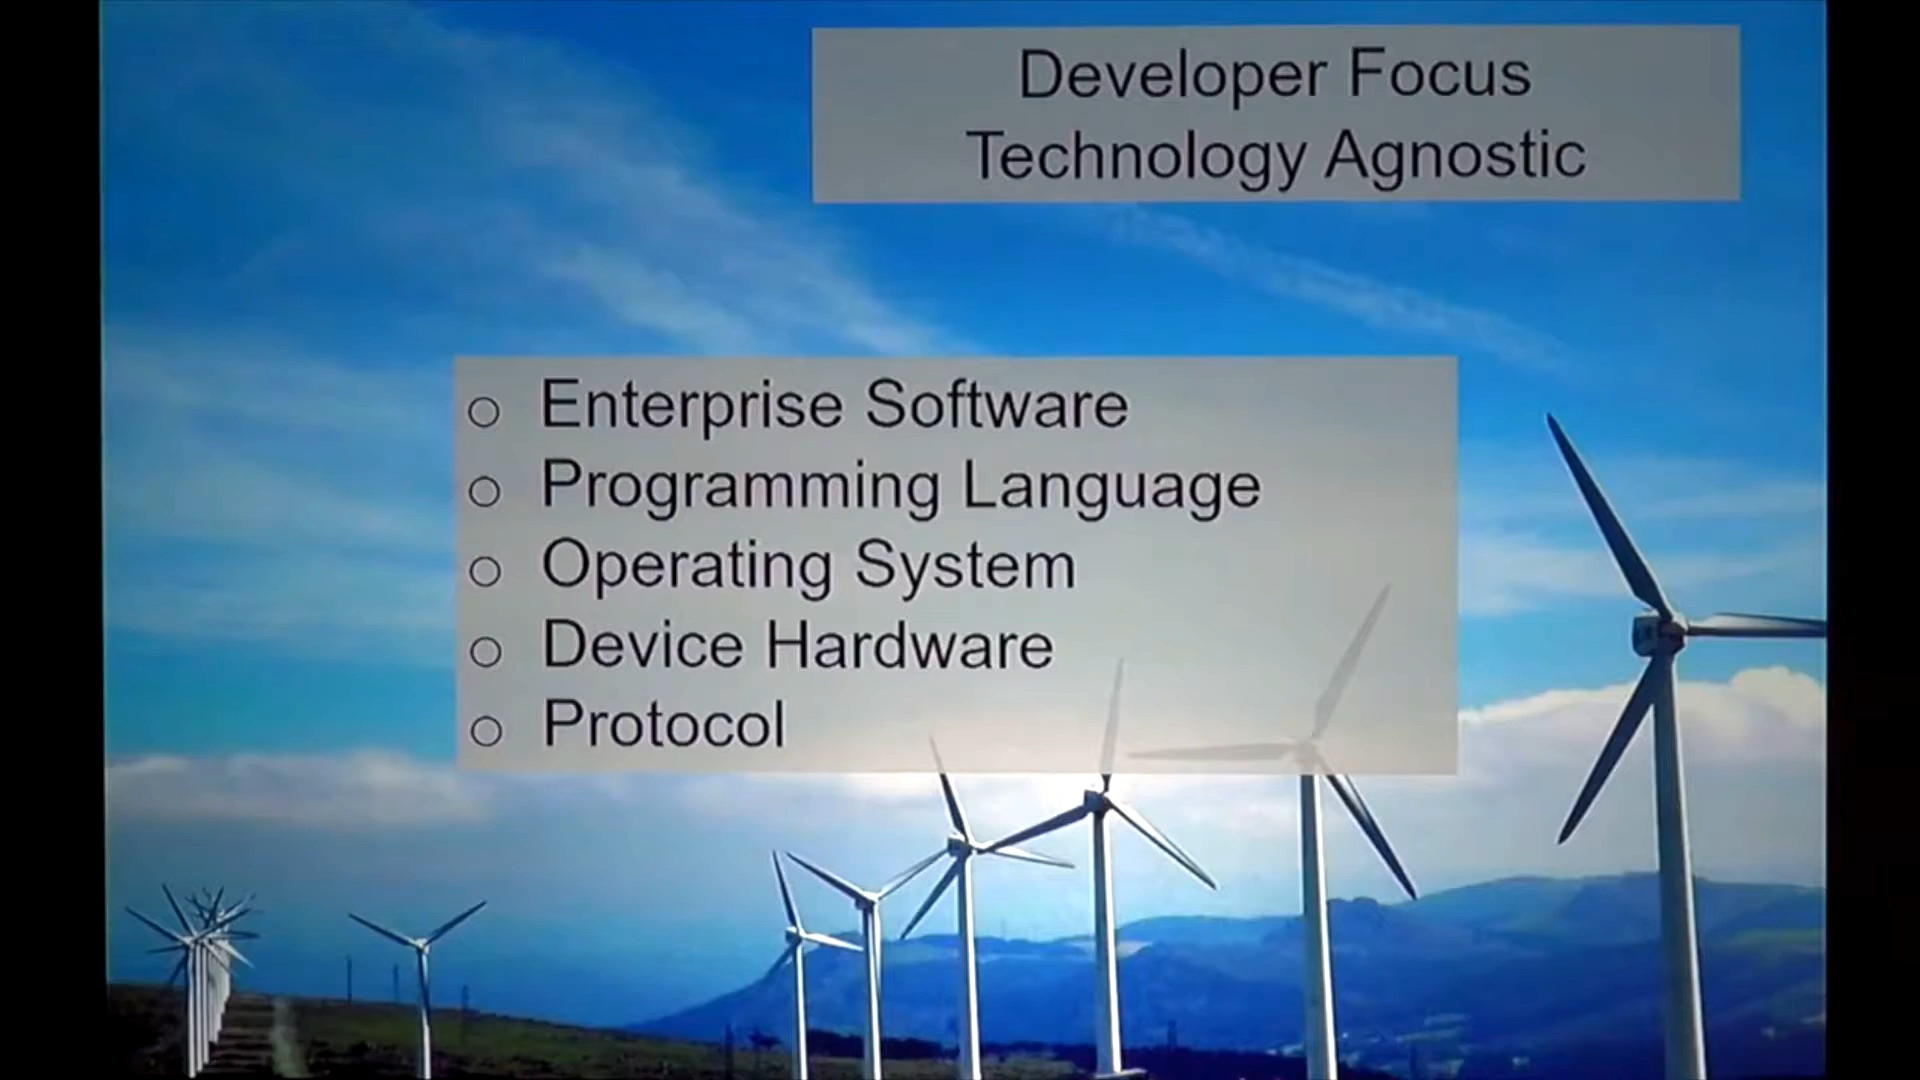 Developer Focus
Technology Agnostic
o Enterprise Software
o Programming Language
o Operating System
o Device Hardware
o Protocol